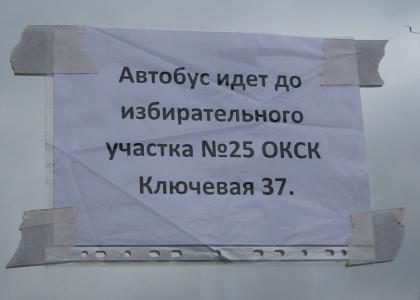 Автобус идет до
избирательного
участка №25 ОКСК
Ключевая 37.